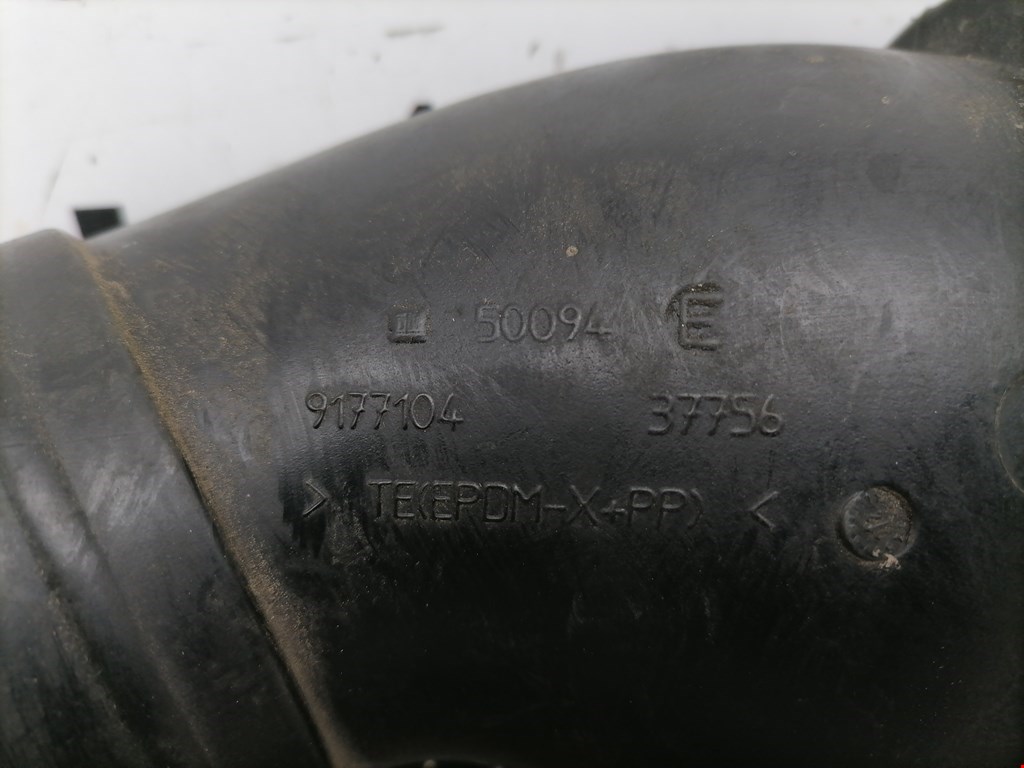 50094 E
9177104 37756
> TE(EPDM-X+PP) <